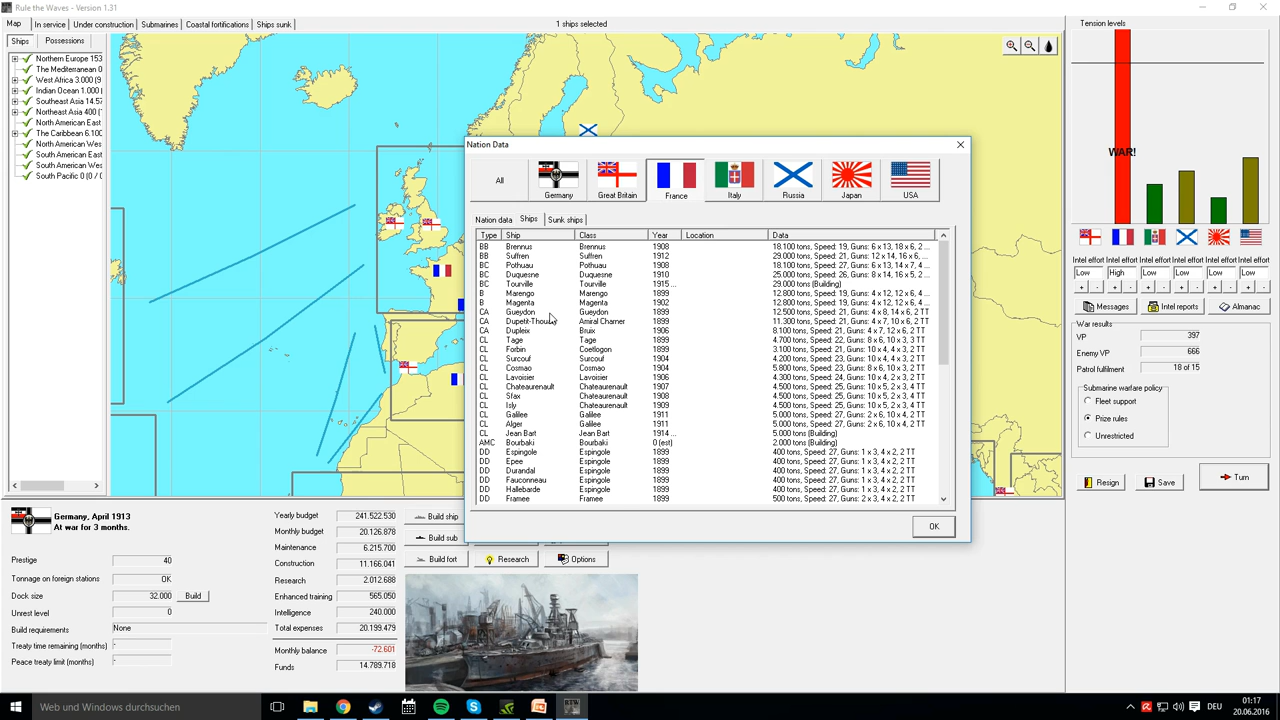 Rule the Waves - Version 1.31
Map In service Under construction Submarines Coastal fortifications Ships sunk 1 ships selected
Ships Possessions
Northern Europe 153
The Mediterranean 0
West Africa 3.000 (9
Indian Ocean 1.000
Southeast Asia 14.57
Northeast Asia 400 (1
North American East
The Caribbean 6.100
North American Wes
South American East
South American Wes
South Pacific 0 (0 / 0
Nation Data
All Germany Great Britain France Italy Russia Japan USA
Nation data Ships Sunk ships
Type Ship Class Year Location Data
BB Brennus Brennus 1908 18.100 tons, Speed: 19, Guns: 6 x 13, 18 x 6, 2 ...
BB Suffren Suffren 1912 29.000 tons, Speed: 21, Guns: 12 x 14, 16 x 6, ...
BC Pothuau Pothuau 1908 18.100 tons, Speed: 27, Guns: 6 x 13, 14 x 7, 4 ...
BC Duquesne Duquesne 1910 25.000 tons, Speed: 26, Guns: 8 x 14, 16 x 5, 2 ...
BC Tourville Tourville 1915 ... 29.000 tons (Building)
B Marengo Marengo 1899 12.800 tons, Speed: 19, Guns: 4 x 12, 12 x 6, 4 ...
B Magenta Magenta 1902 12.800 tons, Speed: 19, Guns: 4 x 12, 12 x 6, 4 ...
CA Gueydon Gueydon 1899 12.500 tons, Speed: 21, Guns: 4 x 8, 14 x 6, 2 TT
CA Dupetit-Thouars Amiral Charner 1899 11.300 tons, Speed: 21, Guns: 4 x 7, 10 x 6, 2 TT
CA Dupleix Bruix 1906 8.100 tons, Speed: 21, Guns: 4 x 7, 12 x 6, 2 TT
CL Tage Tage 1899 4.700 tons, Speed: 22, Guns: 8 x 6, 10 x 3, 2 TT
CL Forbin Coetlogon 1899 3.100 tons, Speed: 21, Guns: 10 x 4, 4 x 3, 2 TT
CL Surcouf Surcouf 1904 4.200 tons, Speed: 23, Guns: 10 x 4, 4 x 3, 2 TT
CL Cosmao Cosmao 1904 5.800 tons, Speed: 23, Guns: 8 x 6, 10 x 3, 2 TT
CL Lavoisier Lavoisier 1906 4.300 tons, Speed: 24, Guns: 10 x 4, 2 x 3, 2 TT
CL Chateaurenault Chateaurenault 1907 4.500 tons, Speed: 25, Guns: 10 x 5, 2 x 3, 4 TT
CL Sfax Chateaurenault 1908 4.500 tons, Speed: 25, Guns: 10 x 5, 2 x 3, 4 TT
CL Isly Chateaurenault 1909 4.500 tons, Speed: 25, Guns: 10 x 5, 2 x 3, 4 TT
CL Galilee Galilee 1911 5.000 tons, Speed: 27, Guns: 2 x 6, 10 x 4, 2 TT
CL Alger Galilee 1911 5.000 tons, Speed: 27, Guns: 2 x 6, 10 x 4, 2 TT
CL Jean Bart Jean Bart 1914 ... 5.000 tons (Building)
AMC Bourbaki Bourbaki 0 (est) 2.000 tons (Building)
DD Espingole Espingole 1899 400 tons, Speed: 27, Guns: 1 x 3, 4 x 2, 2 TT
DD Epee Espingole 1899 400 tons, Speed: 27, Guns: 1 x 3, 4 x 2, 2 TT
DD Durandal Espingole 1899 400 tons, Speed: 27, Guns: 1 x 3, 4 x 2, 2 TT
DD Fauconneau Espingole 1899 400 tons, Speed: 27, Guns: 1 x 3, 4 x 2, 2 TT
DD Hallebarde Espingole 1899 400 tons, Speed: 27, Guns: 1 x 3, 4 x 2, 2 TT
DD Framee Framee 1899 500 tons, Speed: 27, Guns: 2 x 3, 4 x 2, 2 TT
OK
Tension levels
WAR!
Intel effort Intel effort Intel effort Intel effort Intel effort Intel effort
Low High Low Low Low Low
+ - + - + - + - + - + -
Messages Intel reports Almanac
War results
VP 397
Enemy VP 666
Patrol fulfilment 18 of 15
Submarine warfare policy
Fleet support
Prize rules
Unrestricted
Resign Save Turn
Germany, April 1913
At war for 3 months.
Prestige 40
Tonnage on foreign stations OK
Dock size 32.000 Build
Unrest level 0
Build requirements None
Treaty time remaining (months) -
Peace treaty limit (months) -
Yearly budget 241.522.530
Monthly budget 20.126.878
Maintenance 6.215.700
Construction 11.166.041
Research 2.012.688
Enhanced training 565.050
Intelligence 240.000
Total expenses 20.199.479
Monthly balance -72.601
Funds 14.789.718
Build ship
Build sub
Build fort Research Options
Web und Windows durchsuchen
RTW
DEU
01:17
20.06.2016